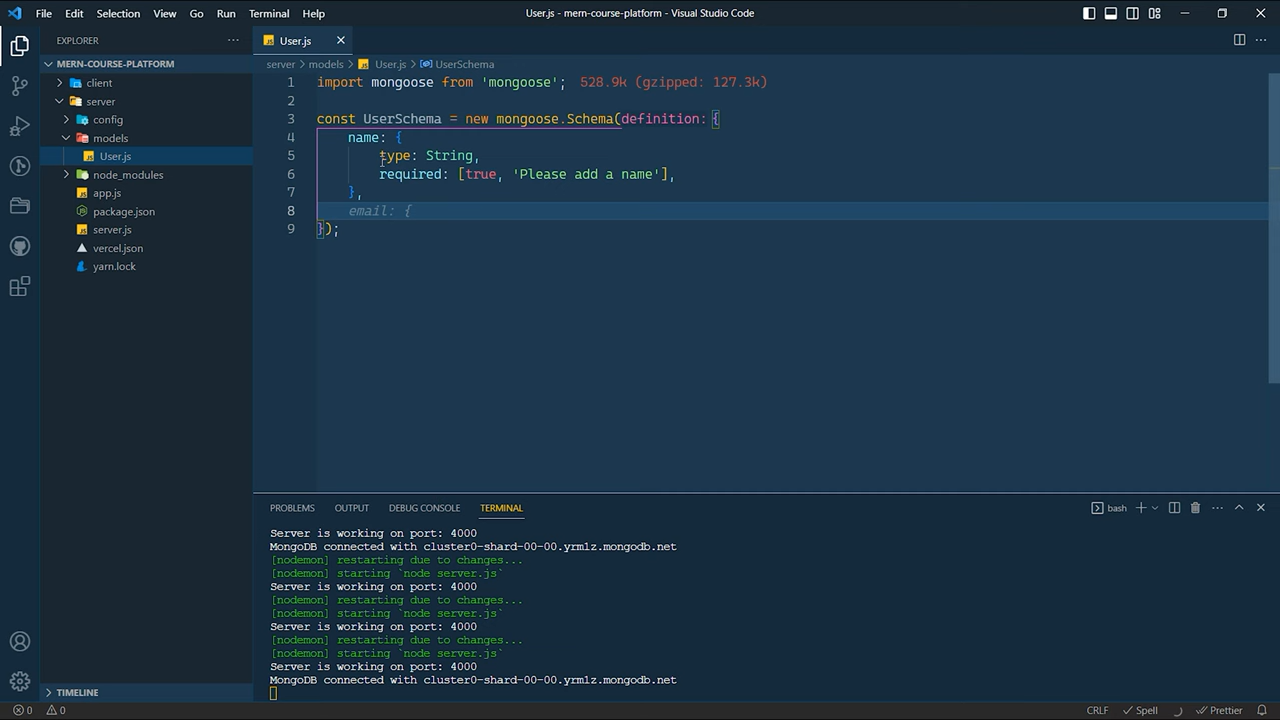 File Edit Selection View Go Run Terminal Help
User.js - mern-course-platform - Visual Studio Code
EXPLORER
MERN-COURSE-PLATFORM
client
server
config
models
User.js
node_modules
app.js
package.json
server.js
vercel.json
yarn.lock
TIMELINE
User.js
server > models > User.js > UserSchema
1 import mongoose from 'mongoose'; 528.9k (gzipped: 127.3k)
2
3 const UserSchema = new mongoose.Schema(definition: {
4 name: {
5 type: String,
6 required: [true, 'Please add a name'],
7 },
8 email: {
9 });
PROBLEMS OUTPUT DEBUG CONSOLE TERMINAL
bash
Server is working on port: 4000
MongoDB connected with cluster0-shard-00-00.yrm1z.mongodb.net
[nodemon] restarting due to changes...
[nodemon] starting `node server.js`
Server is working on port: 4000
[nodemon] restarting due to changes...
[nodemon] starting `node server.js`
Server is working on port: 4000
[nodemon] restarting due to changes...
[nodemon] starting `node server.js`
Server is working on port: 4000
MongoDB connected with cluster0-shard-00-00.yrm1z.mongodb.net
0 0
CRLF Spell Prettier